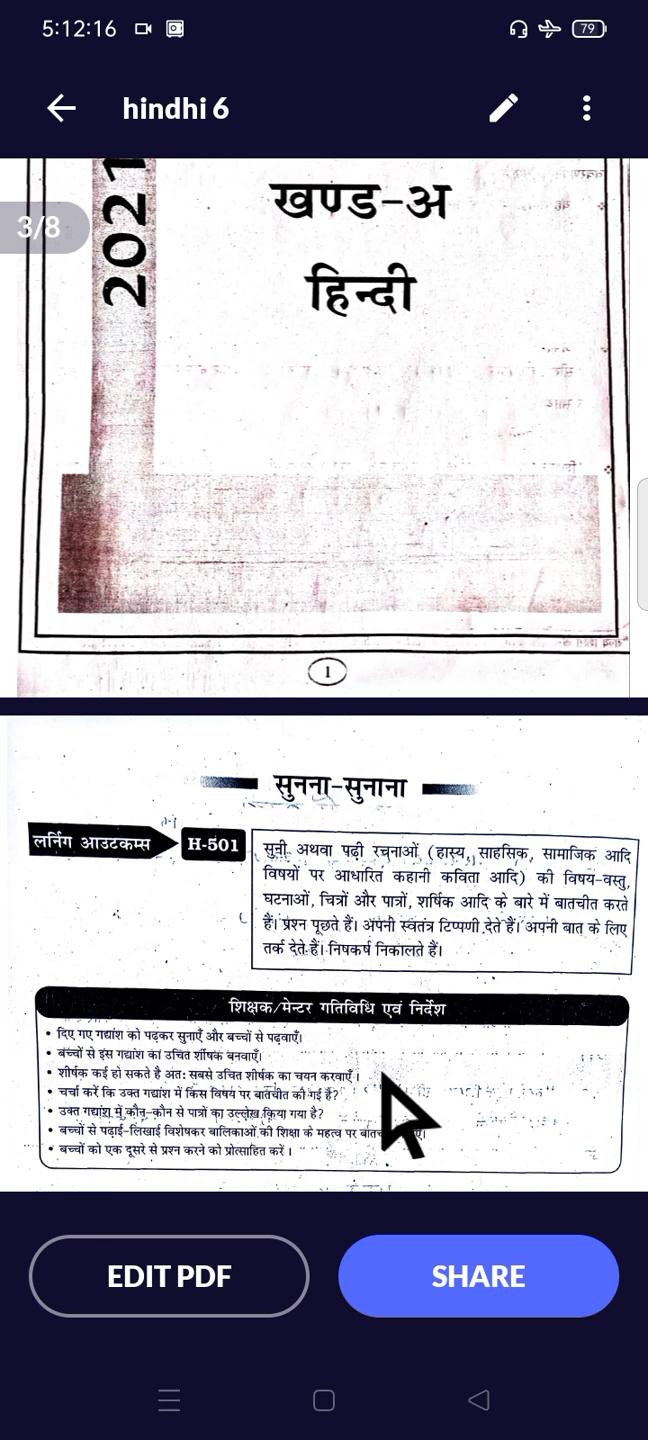 5:12:16
79
hindhi 6
3/8
2021
खण्ड-अ
हिन्दी
1
सुनना-सुनाना
लर्निग आउटकम्स H-501
सुनी अथवा पढ़ी रचनाओं (हास्य, साहसिक, सामाजिक आदि
विषयों पर आधारित कहानी कविता आदि) की विषय-वस्तु,
घटनाओं, चित्रों और पात्रों, शर्षिक आदि के बारे में बातचीत करते
हैं। प्रश्न पूछते हैं। अपनी स्वतंत्र टिप्पणी देते हैं। अपनी बात के लिए
तर्क देते हैं। निषकर्ष निकालते हैं।
शिक्षक/मेन्टर गतिविधि एवं निर्देश
• दिए गए गद्यांश को पढ़कर सुनाएँ और बच्चों से पढ़वाएँ।
• बच्चों से इस गद्यांश का उचित शीर्षक बनवाएँ।
• शीर्षक कई हो सकते है अंतः सबसे उचित शीर्षक का चयन करवाएँ।
• चर्चा करें कि उक्त गद्यांश में किस विषय पर बातचीत की गई है?
• उक्त गद्यांश में कौन-कौन से पात्रों का उल्लेख किया गया है?
• बच्चों से पढ़ाई-लिखाई विशेषकर बालिकाओं की शिक्षा के महत्व पर
• बच्चों को एक दूसरे से प्रश्न करने को प्रोत्साहित करें।
EDIT PDF
SHARE